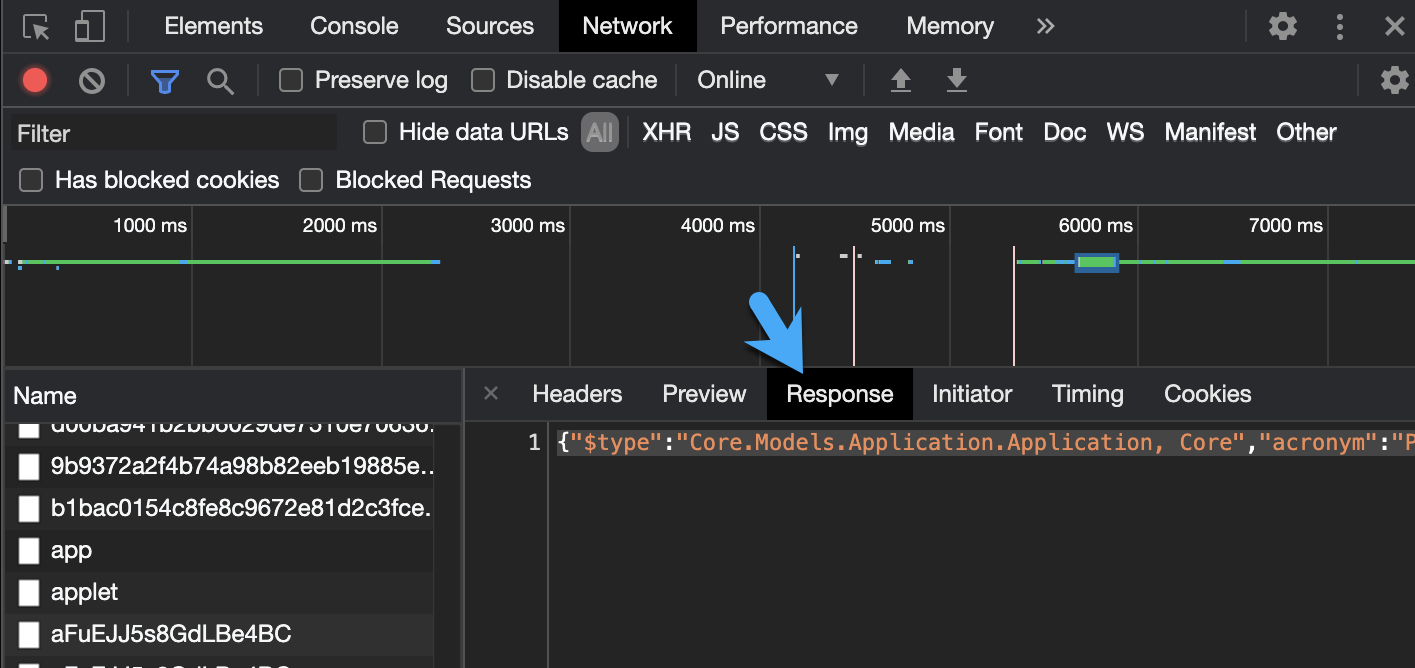 Elements Console Sources Network Performance Memory »
Preserve log Disable cache Online
Filter Hide data URLs All XHR JS CSS Img Media Font Doc WS Manifest Other
Has blocked cookies Blocked Requests
1000 ms 2000 ms 3000 ms 4000 ms 5000 ms 6000 ms 7000 ms
Name × Headers Preview Response Initiator Timing Cookies
1 {"$type":"Core.Models.Application.Application, Core","acronym":"P
9b9372a2f4b74a98b82eeb19885e...
b1bac0154c8fe8c9672e81d2c3fce.
app
applet
aFuEJJ5s8GdLBe4BC